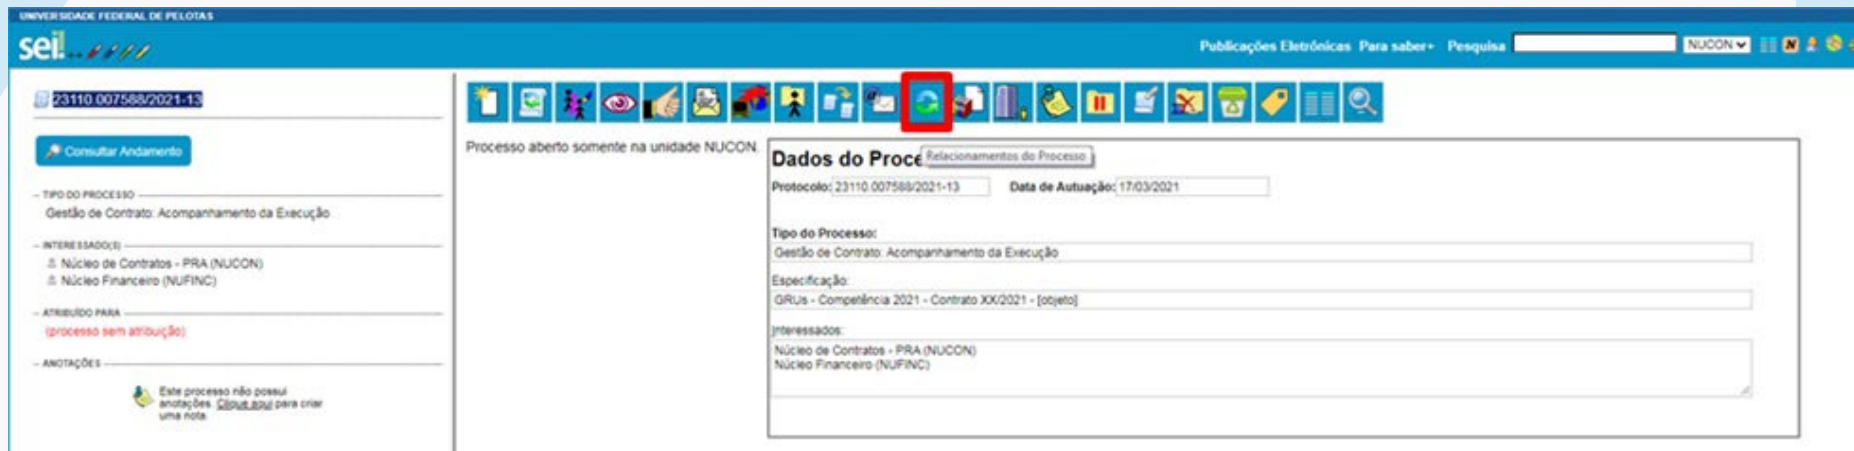 UNIVERSIDADE FEDERAL DE PELOTAS
sei!
Publicações Eletrônicas Para saber+ Pesquisa NUCON
23110.007588/2021-13
Consultar Andamento
TIPO DO PROCESSO
Gestão de Contrato: Acompanhamento da Execução
INTERESSADO(S)
Núcleo de Contratos - PRA (NUCON)
Núcleo Financeiro (NUFINC)
ATRIBUÍDO PARA
(processo sem atribuição)
ANOTAÇÕES
Este processo não possui
anotações. Clique aqui para criar
uma nota.
Processo aberto somente na unidade NUCON.
Dados do Proce
Relacionamentos do Processo
Protocolo: 23110.007588/2021-13 Data de Autuação: 17/03/2021
Tipo do Processo:
Gestão de Contrato: Acompanhamento da Execução
Especificação:
GRUs - Competência 2021 - Contrato XX/2021 - [objeto]
Interessados:
Núcleo de Contratos - PRA (NUCON)
Núcleo Financeiro (NUFINC)